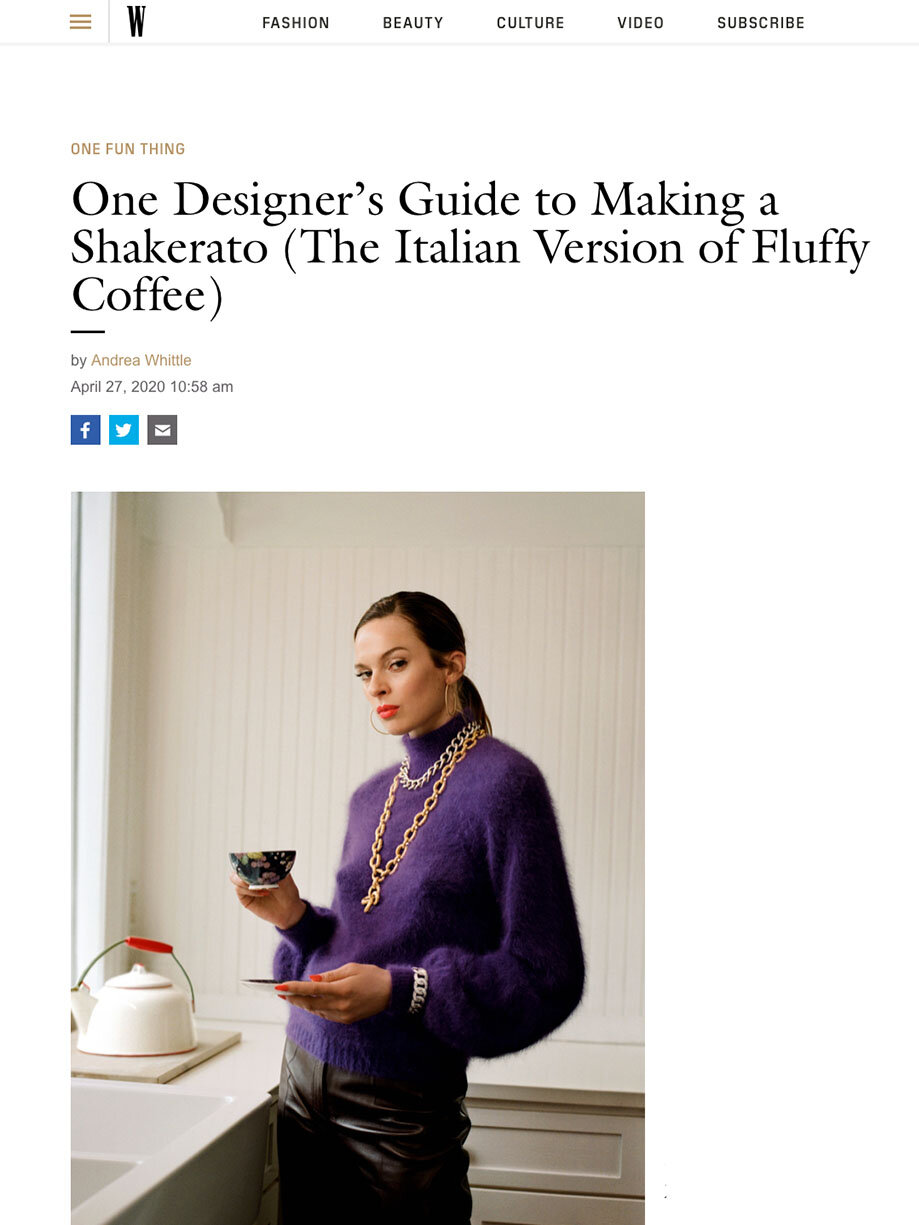 W
FASHION
BEAUTY
CULTURE
VIDEO
SUBSCRIBE
ONE FUN THING
One Designer’s Guide to Making a
Shakerato (The Italian Version of Fluffy
Coffee)
by Andrea Whittle
April 27, 2020 10:58 am